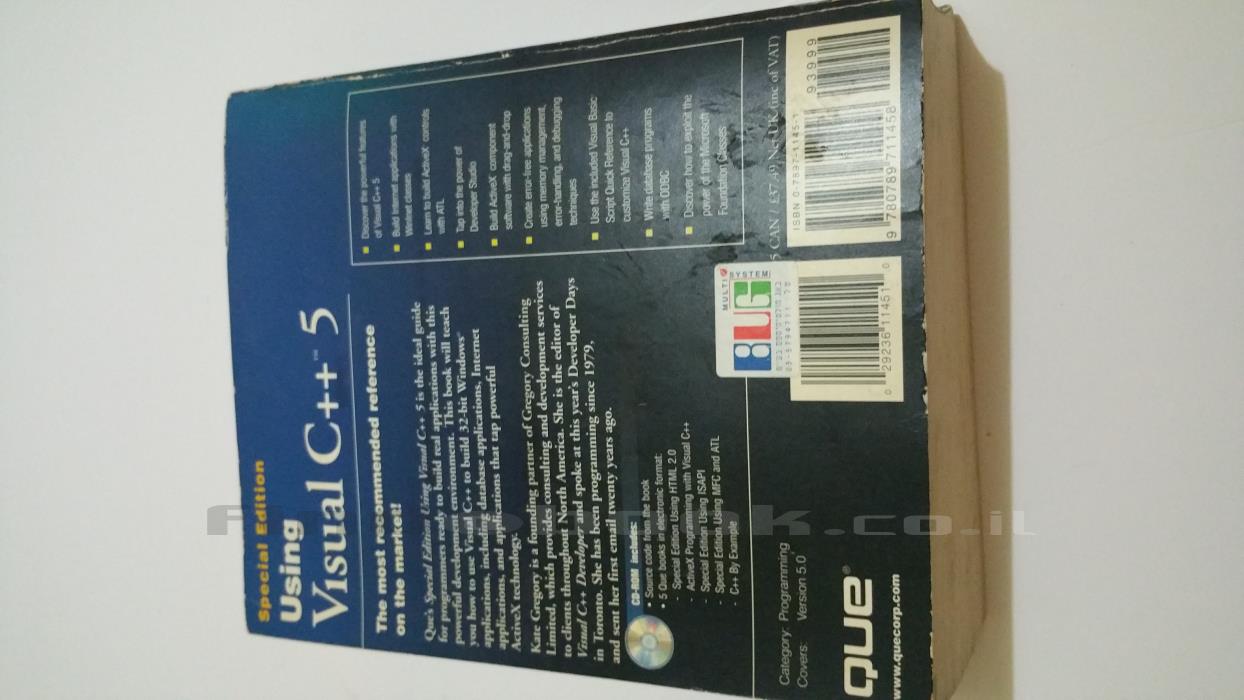 Special Edition
Using
Visual C++™ 5
The most recommended reference
on the market!
Que's Special Edition Using Visual C++ 5 is the ideal guide
for programmers ready to build real applications with this
powerful development environment. This book will teach
you how to use Visual C++ to build 32-bit Windows®
applications, including database applications, Internet
applications, and applications that tap powerful
ActiveX technology.
Kate Gregory is a founding partner of Gregory Consulting
Limited, which provides consulting and development services
to clients throughout North America. She is the editor of
Visual C++ Developer and spoke at this year's Developer Days
in Toronto. She has been programming since 1979,
and sent her first email twenty years ago.
Discover the powerful features
of Visual C++ 5
Build Internet applications with
WinInet classes
Learn to build ActiveX controls
with ATL
Tap into the power of
Developer Studio
Build ActiveX component
software with drag-and-drop
Create error-free applications
using memory management,
error-handling, and debugging
techniques
Use the included Visual Basic
Script Quick Reference to
customize Visual C++
Write database programs
with ODBC
Discover how to exploit the
power of the Microsoft
Foundation Classes
CD-ROM includes:
• Source code from the book
• 5 Que books in electronic format:
- Special Edition Using HTML 2.0
- ActiveX Programming with Visual C++
- Special Edition Using ISAPI
- Special Edition Using MFC and ATL
- C++ By Example
Category: Programming
Covers: Version 5.0
que®
www.quecorp.com
MULTI SYSTEM
BUG
5 CAN / £37.49 Net UK (inc of VAT)
0 29236 11451 0
ISBN 0-7897-1145-1
93999
9 780789 711458
.co.il